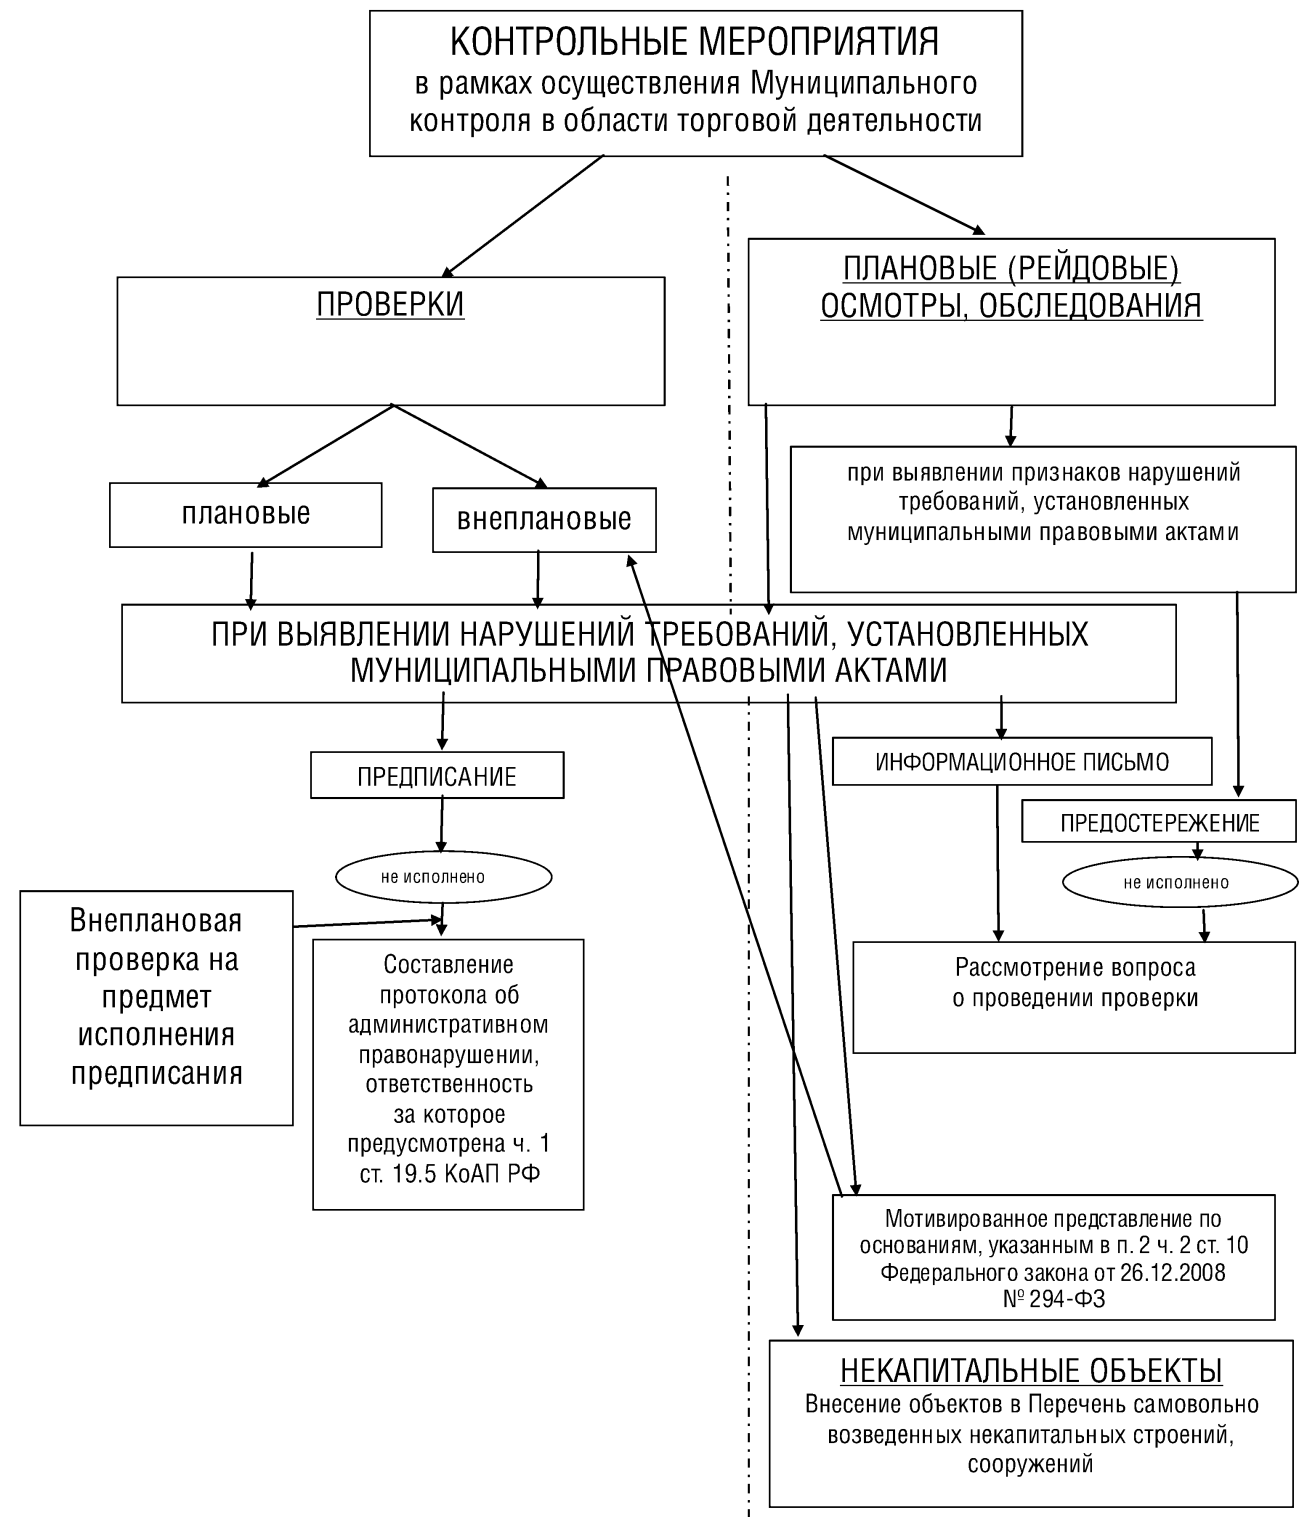 КОНТРОЛЬНЫЕ МЕРОПРИЯТИЯ
в рамках осуществления Муниципального
контроля в области торговой деятельности
ПРОВЕРКИ
ПЛАНОВЫЕ (РЕЙДОВЫЕ)
ОСМОТРЫ, ОБСЛЕДОВАНИЯ
плановые
внеплановые
при выявлении признаков нарушений
требований, установленных
муниципальными правовыми актами
ПРИ ВЫЯВЛЕНИИ НАРУШЕНИЙ ТРЕБОВАНИЙ, УСТАНОВЛЕННЫХ
МУНИЦИПАЛЬНЫМИ ПРАВОВЫМИ АКТАМИ
ПРЕДПИСАНИЕ
ИНФОРМАЦИОННОЕ ПИСЬМО
ПРЕДОСТЕРЕЖЕНИЕ
не исполнено
не исполнено
Внеплановая
проверка на
предмет
исполнения
предписания
Составление
протокола об
административном
правонарушении,
ответственность
за которое
предусмотрена ч. 1
ст. 19.5 КоАП РФ
Рассмотрение вопроса
о проведении проверки
Мотивированное представление по
основаниям, указанным в п. 2 ч. 2 ст. 10
Федерального закона от 26.12.2008
№ 294-ФЗ
НЕКАПИТАЛЬНЫЕ ОБЪЕКТЫ
Внесение объектов в Перечень самовольно
возведенных некапитальных строений,
сооружений